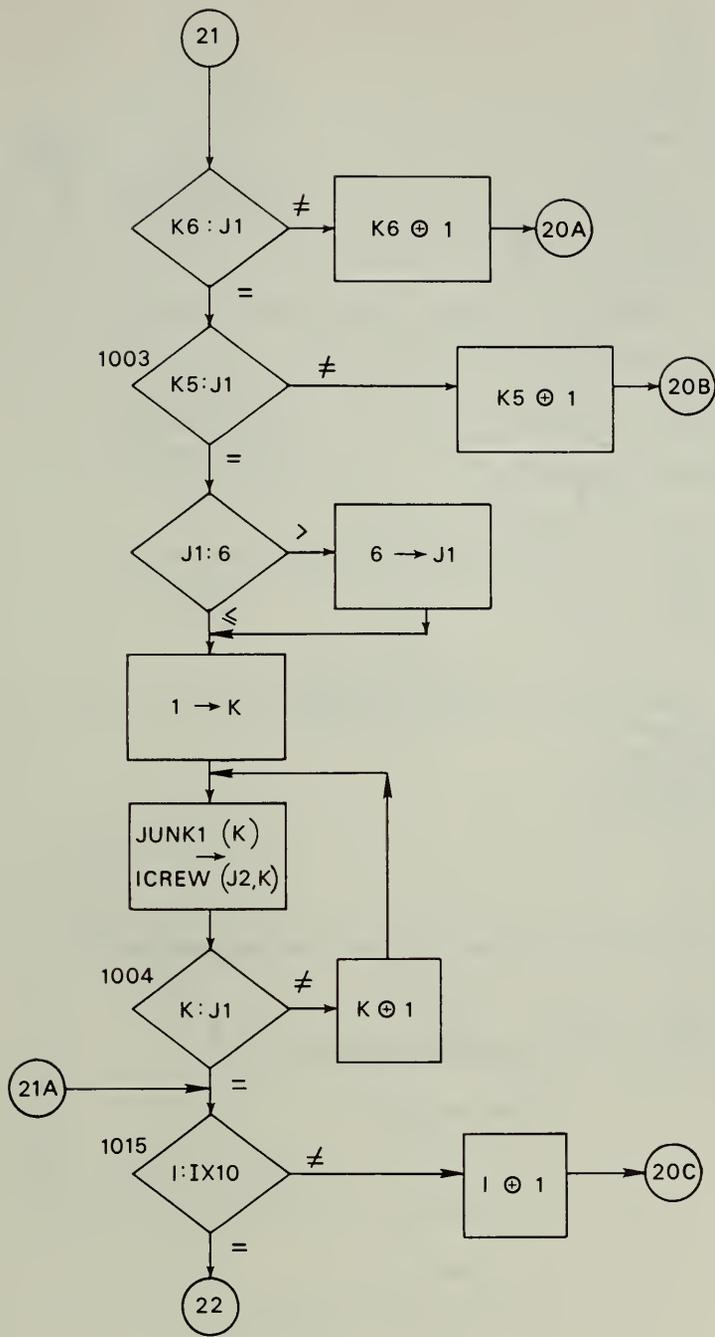 21
K6 : J1
≠
K6 ⊕ 1
20A
=
1003
K5 : J1
≠
K5 ⊕ 1
20B
=
J1 : 6
>
6 → J1
≤
1 → K
JUNK1 (K)
→
ICREW (J2,K)
1004
K : J1
≠
K ⊕ 1
21A
=
1015
I : IX10
≠
I ⊕ 1
20C
=
22